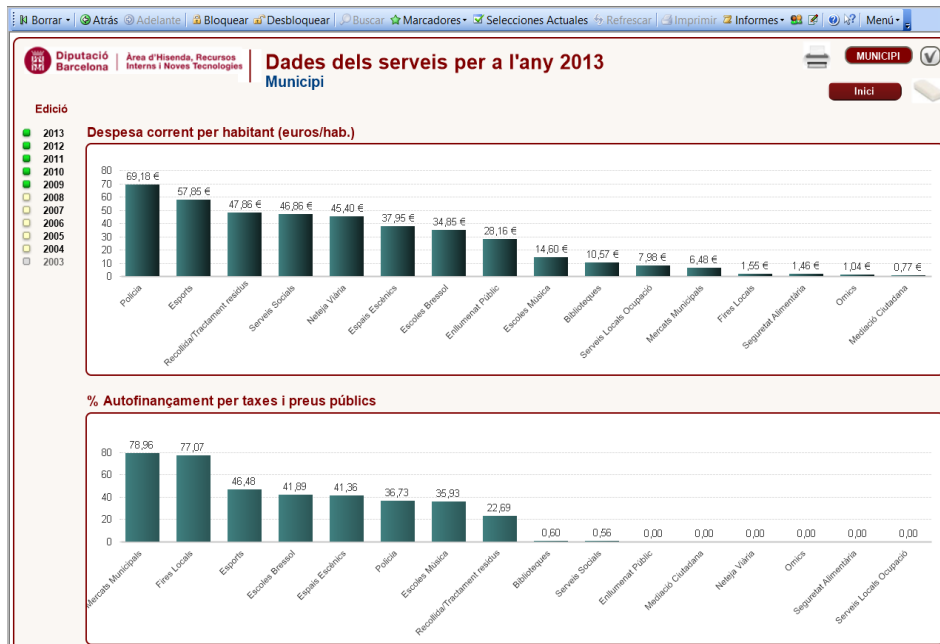 Borrar Atrás Adelante Bloquear Desbloquear Buscar Marcadores Selecciones Actuales Refrescar Imprimir Informes Menú
Diputació Barcelona
Àrea d'Hisenda, Recursos Interns i Noves Tecnologies
Dades dels serveis per a l'any 2013
Municipi
MUNICIPI
Inici
Edició
2013
2012
2011
2010
2009
2008
2007
2006
2005
2004
2003
Despesa corrent per habitant (euros/hab.)
80
70
60
50
40
30
20
10
0
69,18 €
57,85 €
47,86 €
46,86 €
45,40 €
37,95 €
34,85 €
28,16 €
14,60 €
10,57 €
7,98 €
6,48 €
1,55 €
1,46 €
1,04 €
0,77 €
Policia
Esports
Recollida/Tractament residus
Serveis Socials
Neteja Viària
Espais Escènics
Escoles Bressol
Enllumenat Públic
Escoles Música
Biblioteques
Serveis Locals Ocupació
Mercats Municipals
Fires Locals
Seguretat Alimentària
Omics
Mediació Ciutadana
% Autofinançament per taxes i preus públics
80
60
40
20
0
78,96
77,07
46,48
41,89
41,36
36,73
35,93
22,69
0,60
0,56
0,00
0,00
0,00
0,00
0,00
0,00
Mercats Municipals
Fires Locals
Esports
Escoles Bressol
Espais Escènics
Policia
Escoles Música
Recollida/Tractament residus
Biblioteques
Serveis Socials
Enllumenat Públic
Mediació Ciutadana
Neteja Viària
Omics
Seguretat Alimentària
Serveis Locals Ocupació